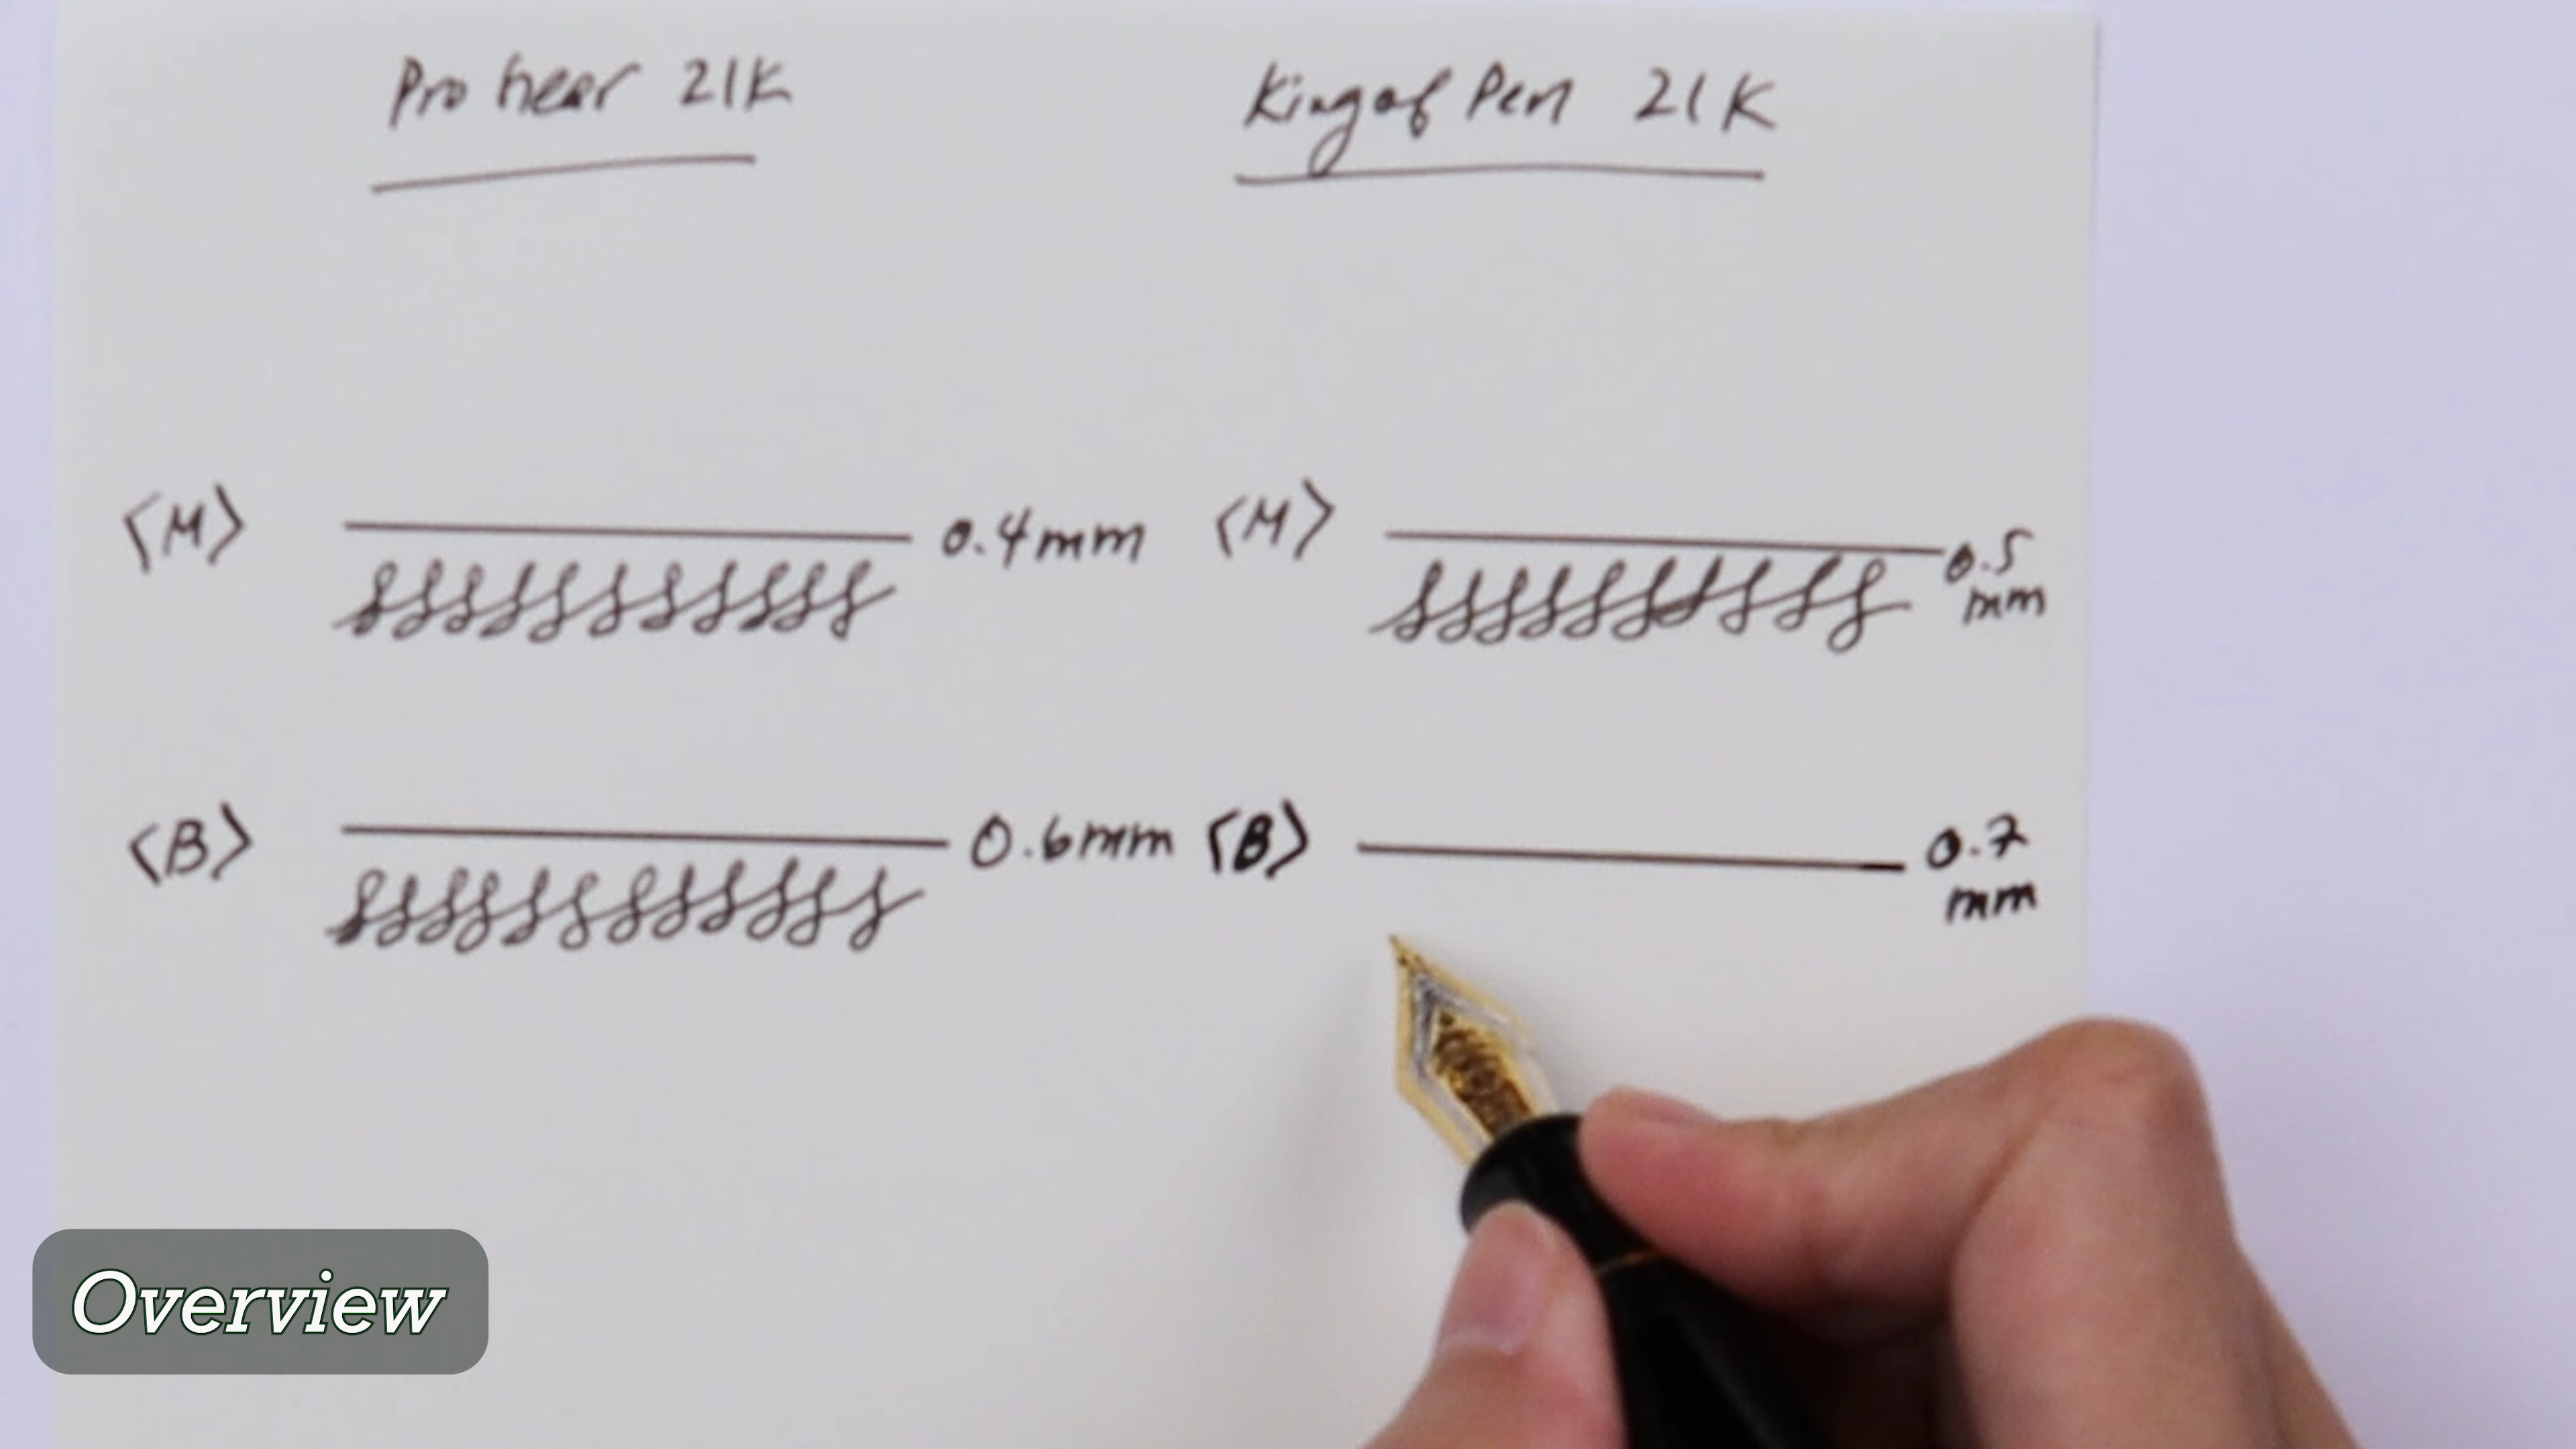 Pro Gear 21K
King of Pen 21K
<M> 0.4mm
<M> 0.5
mm
<B> 0.6mm
<B> 0.7
mm
Overview